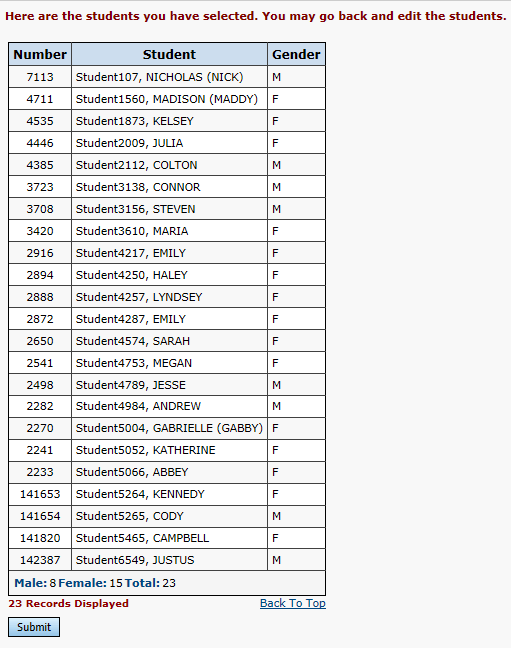 Here are the students you have selected. You may go back and edit the students.
Number Student Gender
7113 Student107, NICHOLAS (NICK) M
4711 Student1560, MADISON (MADDY) F
4535 Student1873, KELSEY F
4446 Student2009, JULIA F
4385 Student2112, COLTON M
3723 Student3138, CONNOR M
3708 Student3156, STEVEN M
3420 Student3610, MARIA F
2916 Student4217, EMILY F
2894 Student4250, HALEY F
2888 Student4257, LYNDSEY F
2872 Student4287, EMILY F
2650 Student4574, SARAH F
2541 Student4753, MEGAN F
2498 Student4789, JESSE M
2282 Student4984, ANDREW M
2270 Student5004, GABRIELLE (GABBY) F
2241 Student5052, KATHERINE F
2233 Student5066, ABBEY F
141653 Student5264, KENNEDY F
141654 Student5265, CODY M
141820 Student5465, CAMPBELL F
142387 Student6549, JUSTUS M
Male: 8 Female: 15 Total: 23
23 Records Displayed Back To Top
Submit